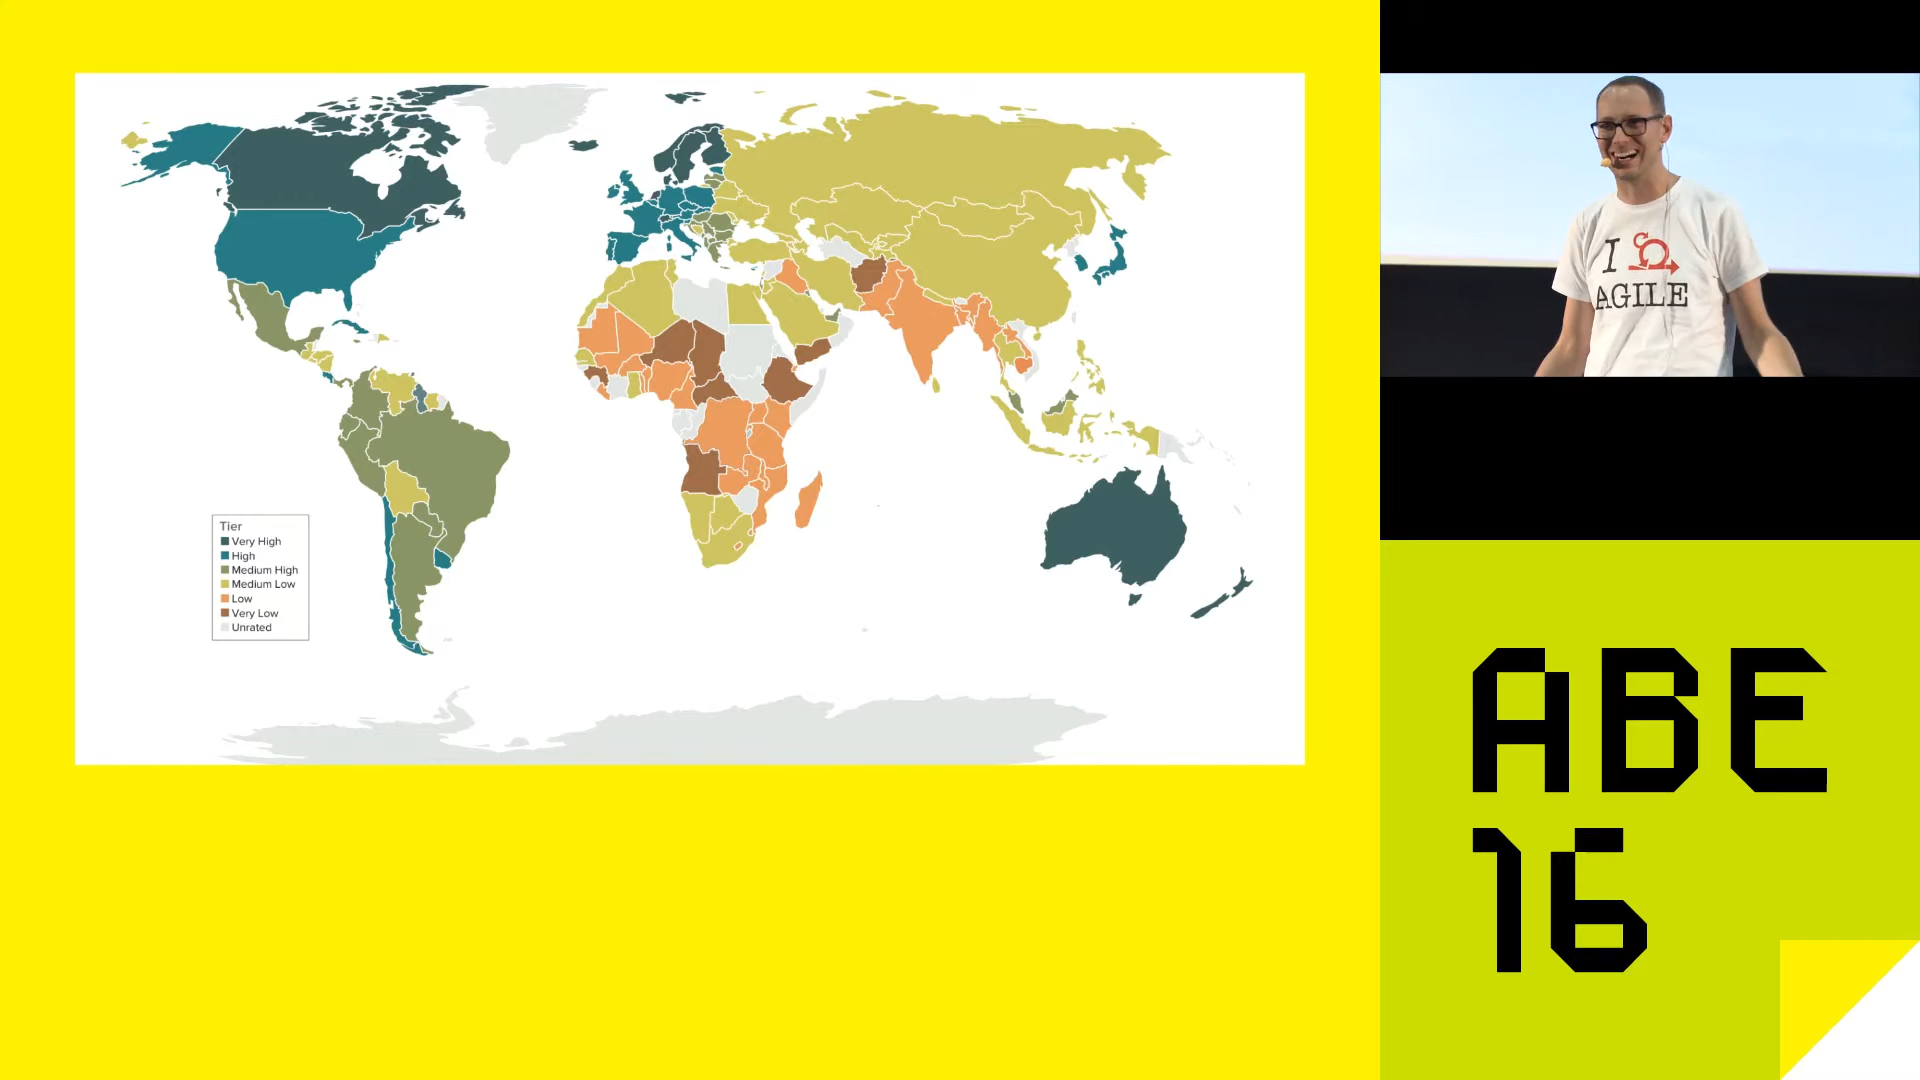 Tier
Very High
High
Medium High
Medium Low
Low
Very Low
Unrated
I
AGILE
ABE
16